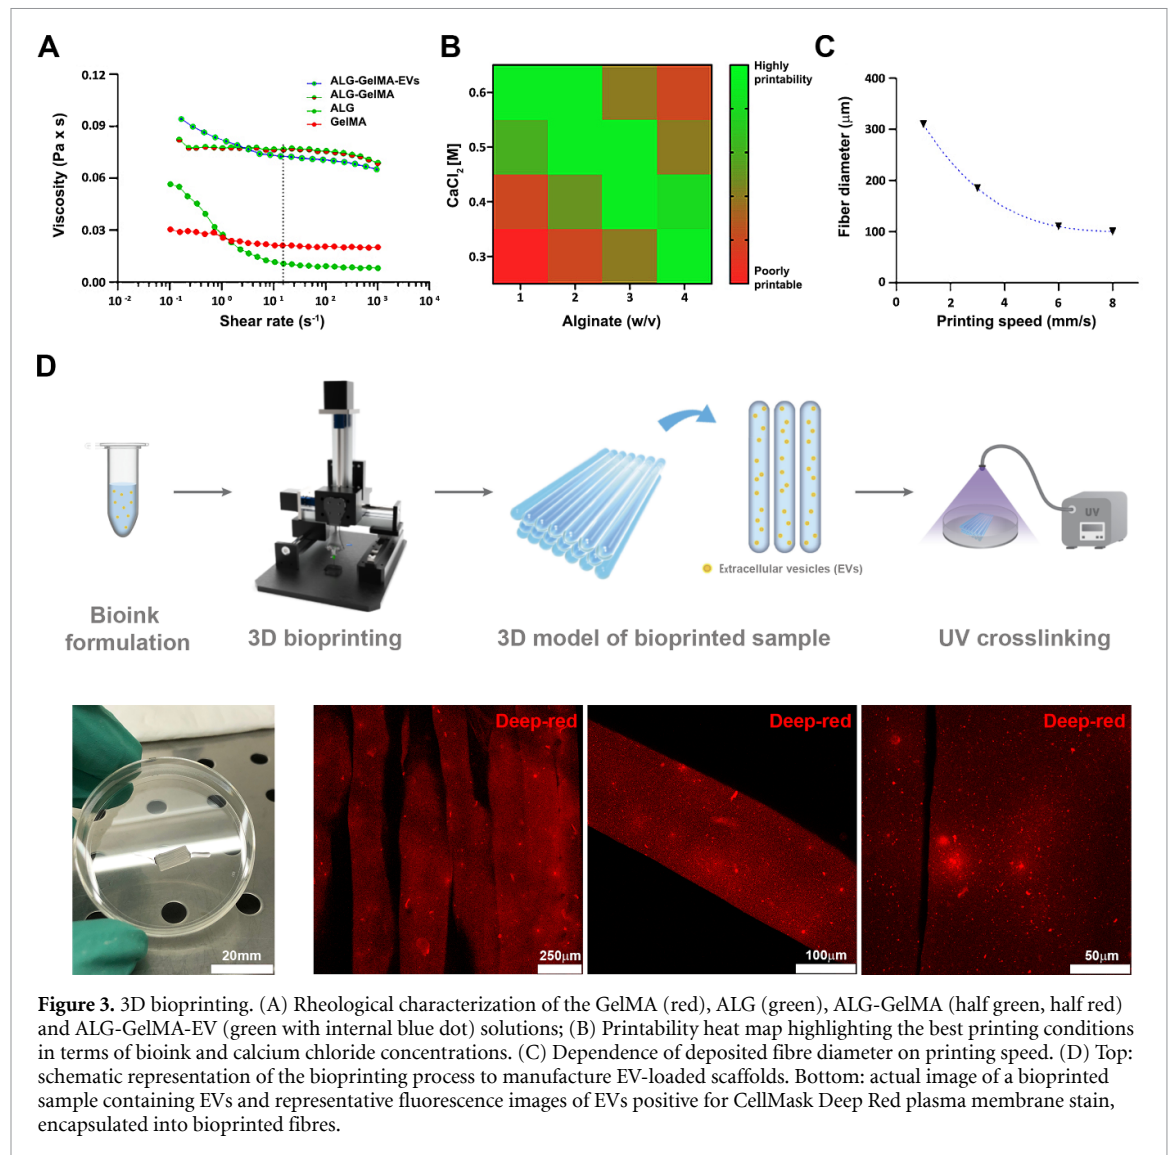 A
Viscosity (Pa x s)
0.12
0.09
0.06
0.03
0.00
10⁻² 10⁻¹ 10⁰ 10¹ 10² 10³ 10⁴
Shear rate (s⁻¹)
ALG-GelMA-EVs
ALG-GelMA
ALG
GelMA
B
CaCl₂ [M]
0.6
0.5
0.4
0.3
1 2 3 4
Alginate (w/v)
Highly
printability
Poorly
printable
C
Fiber diameter (μm)
400
300
200
100
0
0 2 4 6 8
Printing speed (mm/s)
D
Bioink
formulation
3D bioprinting
Extracellular vesicles (EVs)
3D model of bioprinted sample
UV
UV crosslinking
20mm
Deep-red
250μm
Deep-red
100μm
Deep-red
50μm
Figure 3. 3D bioprinting. (A) Rheological characterization of the GelMA (red), ALG (green), ALG-GelMA (half green, half red)
and ALG-GelMA-EV (green with internal blue dot) solutions; (B) Printability heat map highlighting the best printing conditions
in terms of bioink and calcium chloride concentrations. (C) Dependence of deposited fibre diameter on printing speed. (D) Top:
schematic representation of the bioprinting process to manufacture EV-loaded scaffolds. Bottom: actual image of a bioprinted
sample containing EVs and representative fluorescence images of EVs positive for CellMask Deep Red plasma membrane stain,
encapsulated into bioprinted fibres.